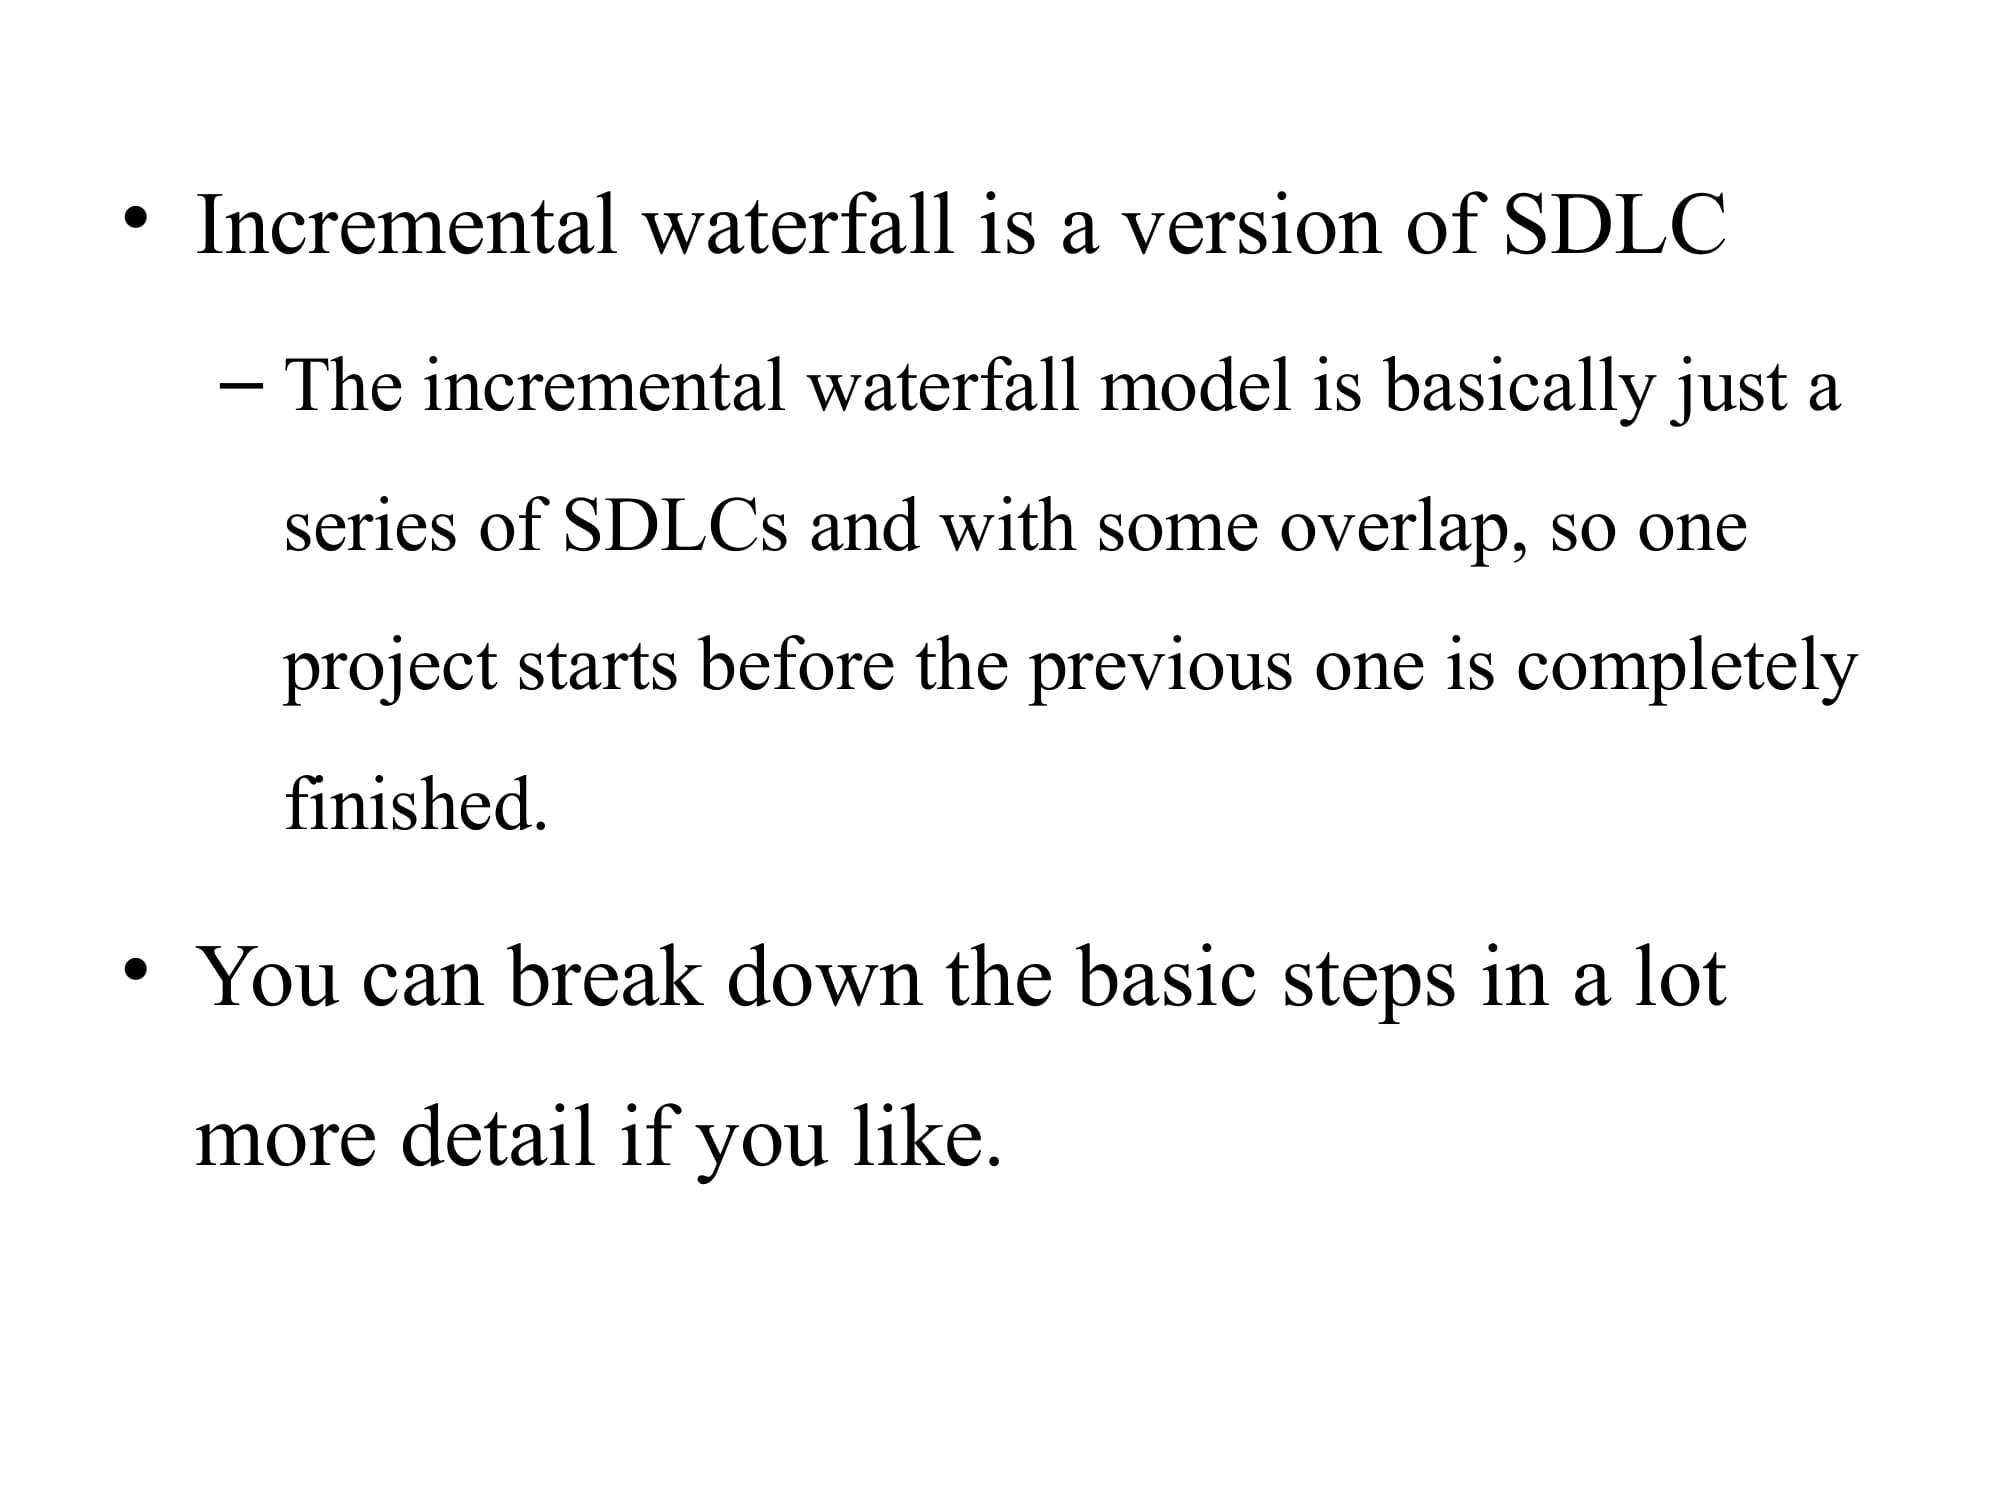 • Incremental waterfall is a version of SDLC
– The incremental waterfall model is basically just a
series of SDLCs and with some overlap, so one
project starts before the previous one is completely
finished.
• You can break down the basic steps in a lot
more detail if you like.